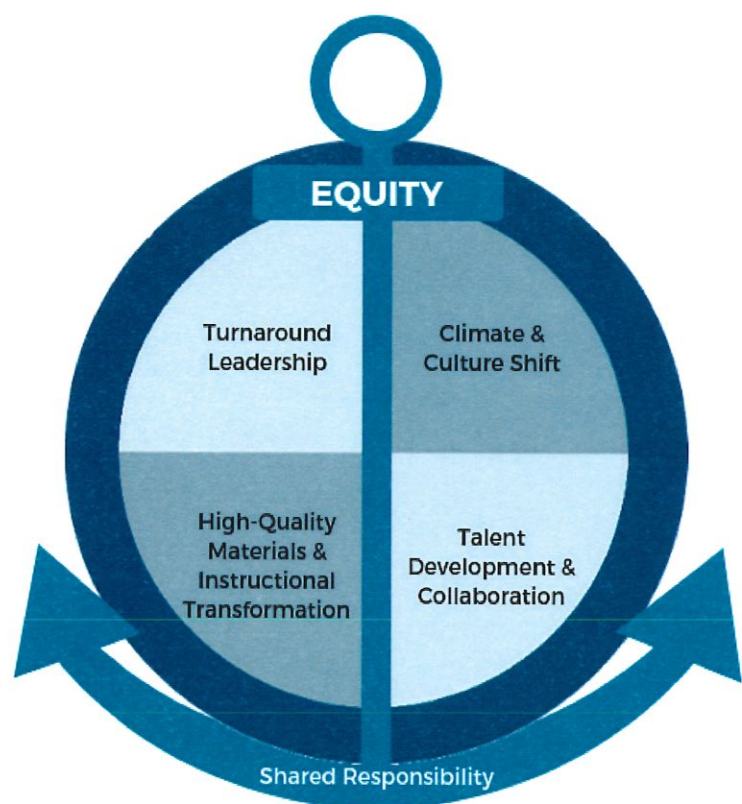 EQUITY
Turnaround
Leadership
Climate &
Culture Shift
High-Quality
Materials &
Instructional
Transformation
Talent
Development &
Collaboration
Shared Responsibility